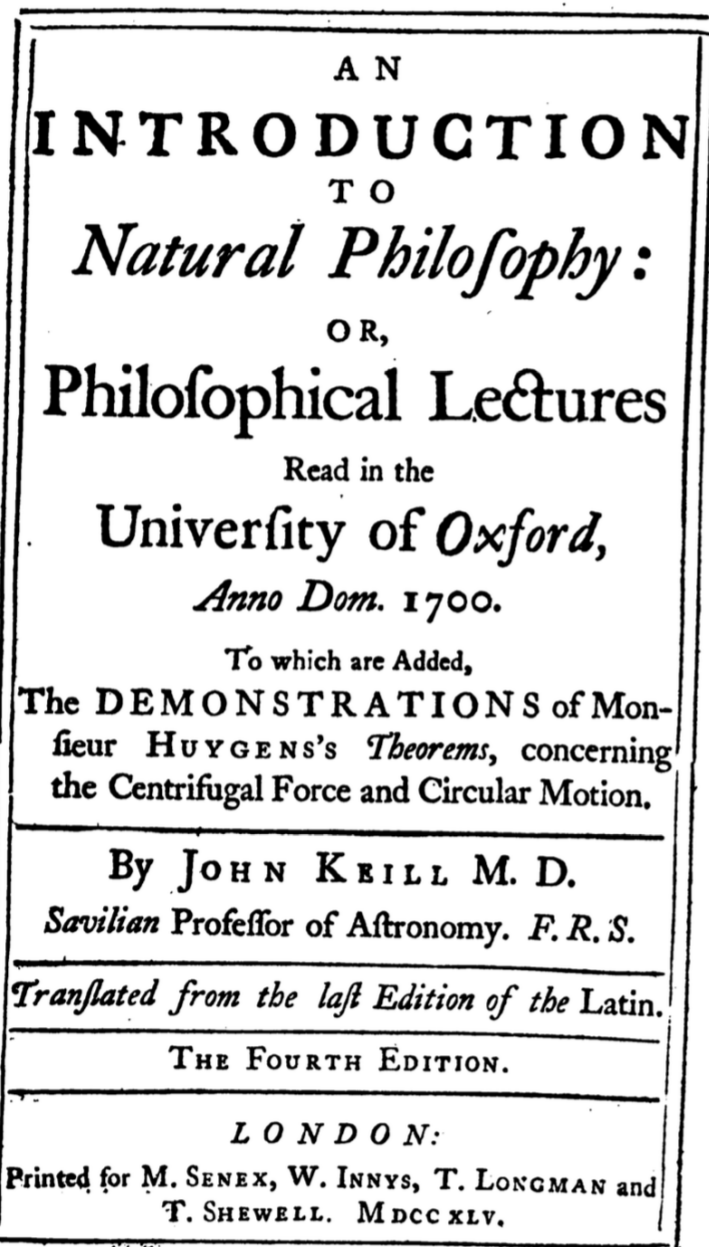 AN
INTRODUCTION
TO
Natural Philoſophy:
OR,
Philoſophical Lectures
Read in the
Univerſity of Oxford,
Anno Dom. 1700.
To which are Added,
The DEMONSTRATIONS of Mon-
ſieur HUYGENS's Theorems, concerning
the Centrifugal Force and Circular Motion.
By JOHN KEILL M. D.
Savilian Profeſſor of Aſtronomy. F. R. S.
Tranſlated from the laſt Edition of the Latin.
THE FOURTH EDITION.
LONDON:
Printed for M. SENEX, W. INNYS, T. LONGMAN and
T. SHEWELL. MDCCXLV.